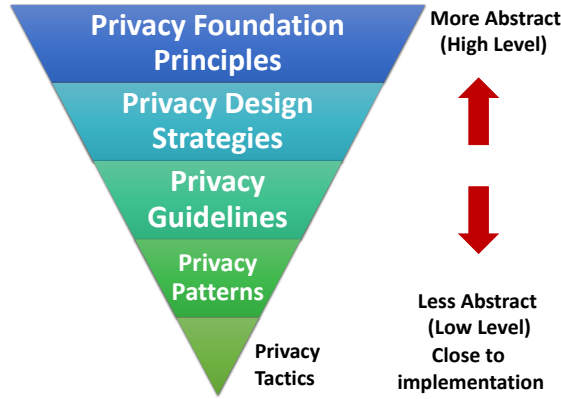 Privacy Foundation
Principles
Privacy Design
Strategies
Privacy
Guidelines
Privacy
Patterns
Privacy
Tactics
More Abstract
(High Level)
Less Abstract
(Low Level)
Close to
implementation